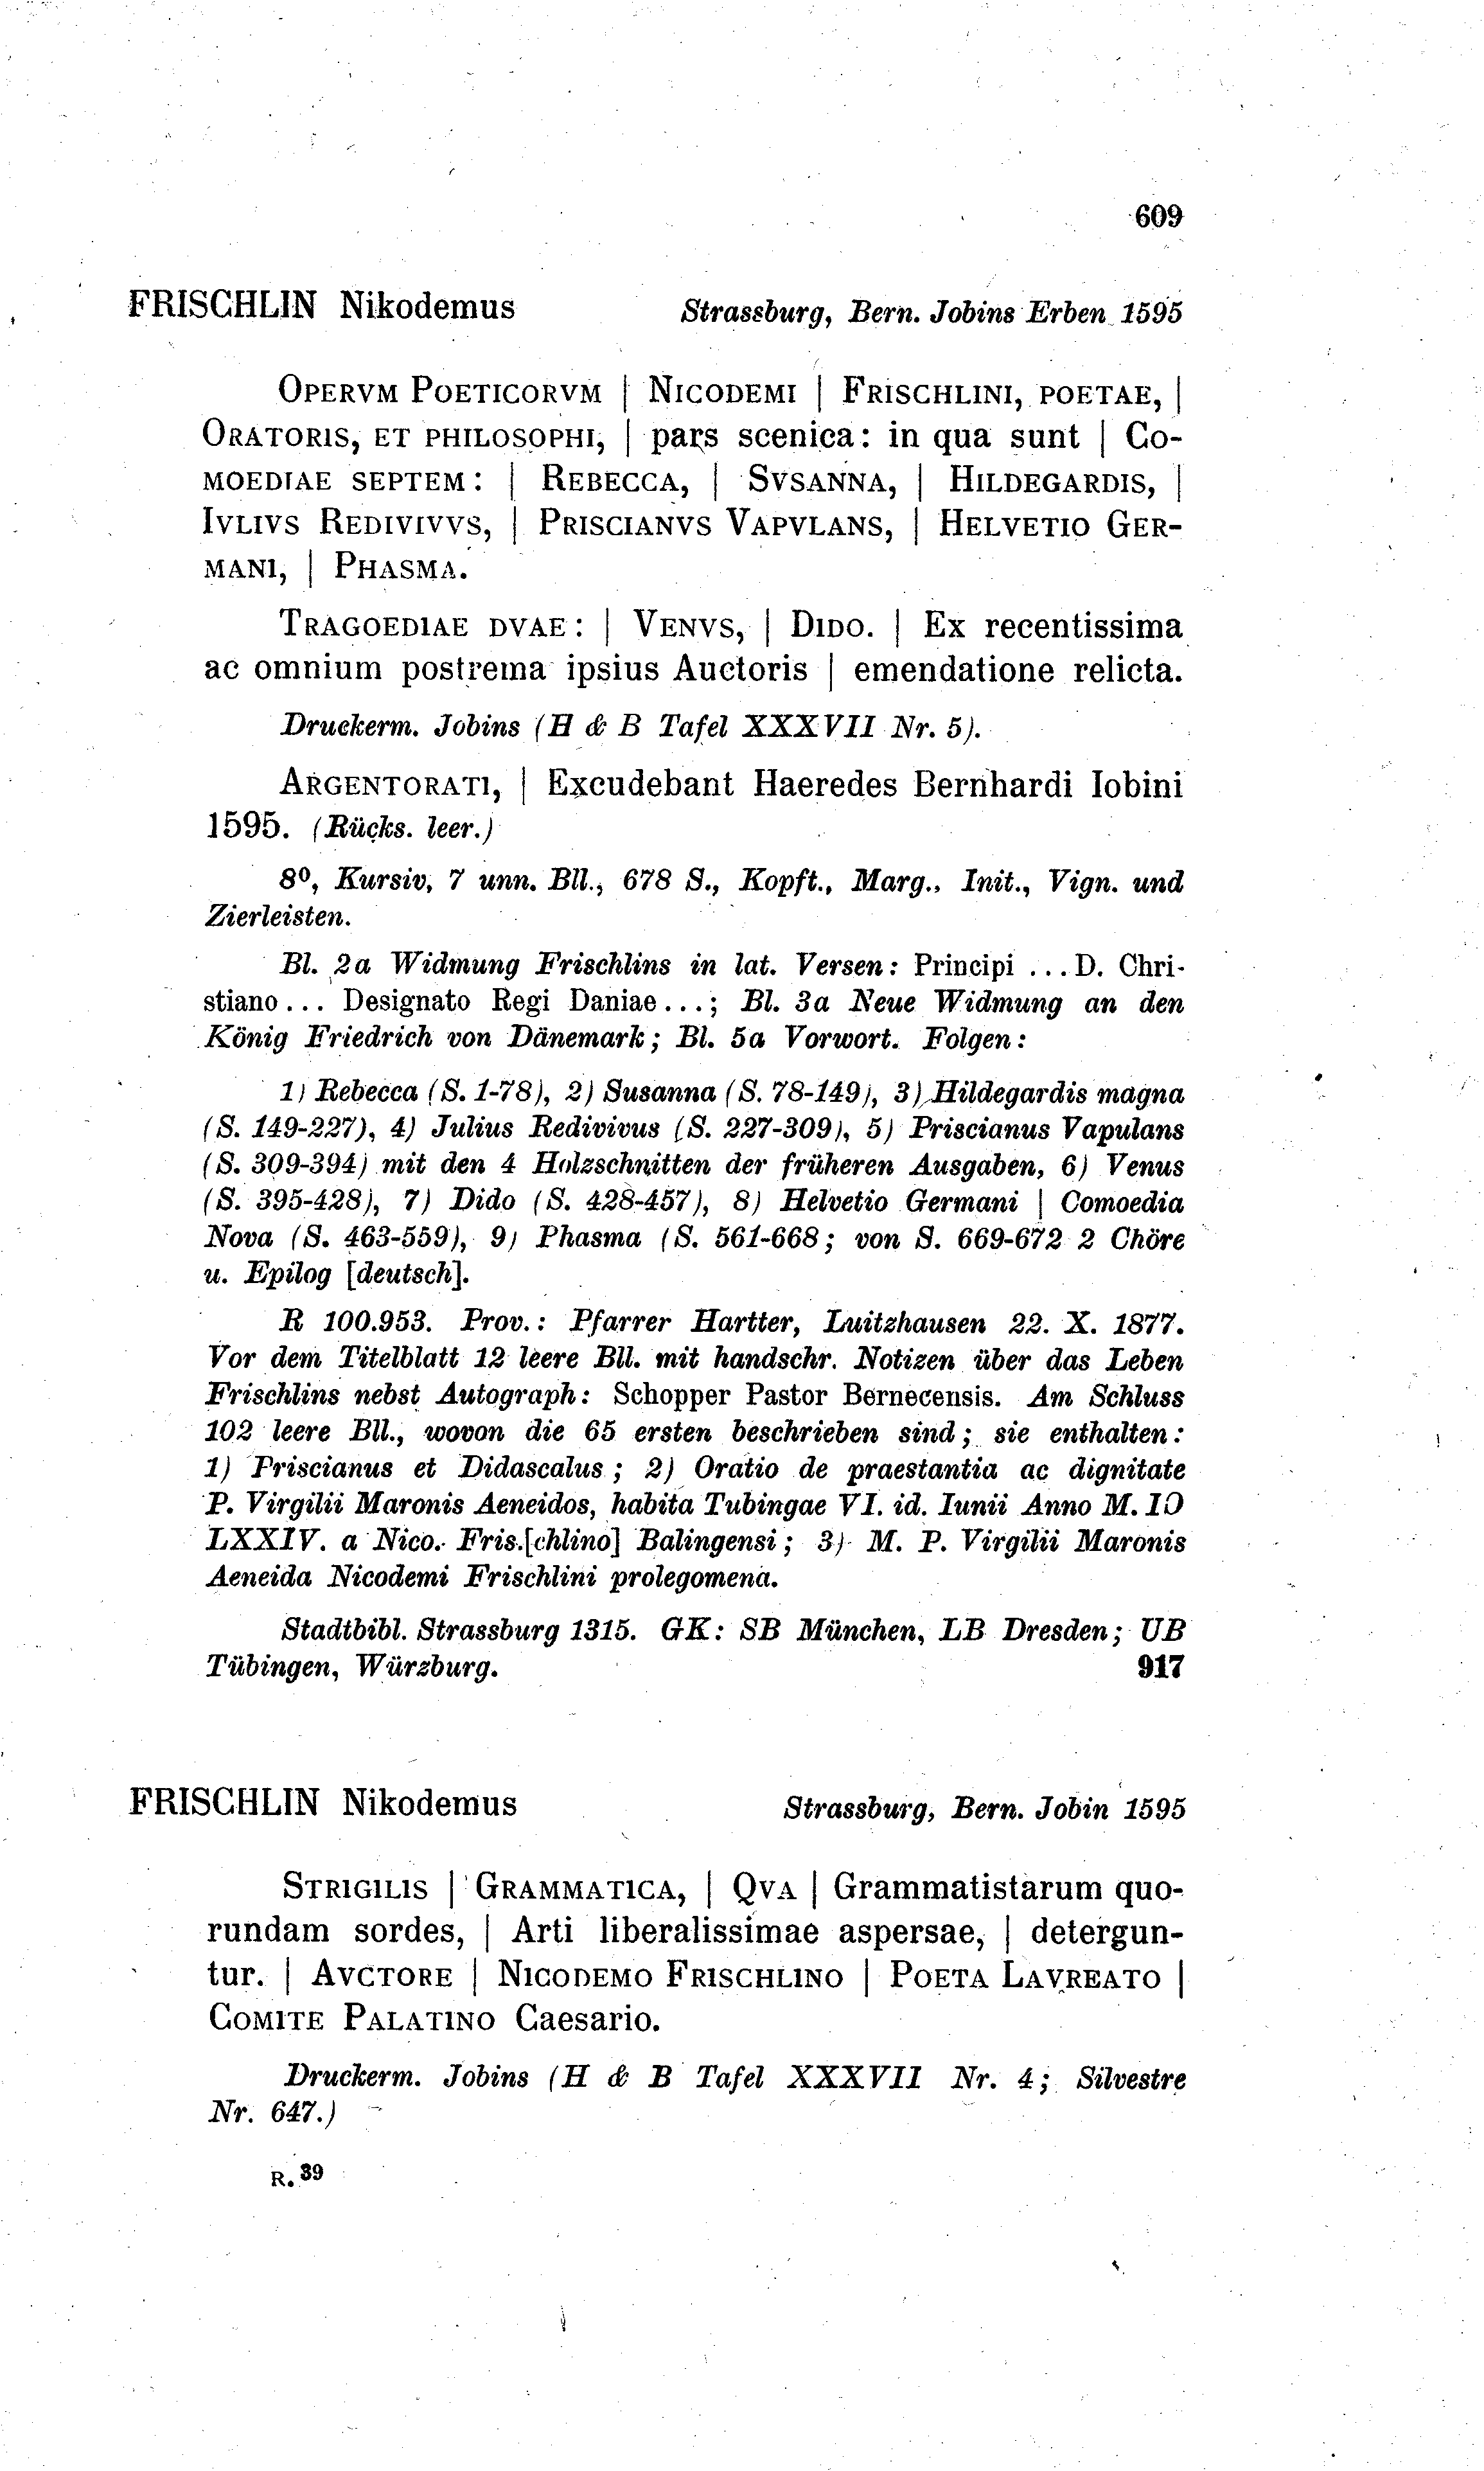 609
FRISCHLIN Nikodemus Strassburg, Bern. Jobins Erben 1595
OPERVM POETICORVM | NICODEMI | FRISCHLINI, POETAE, |
ORATORIS, ET PHILOSOPHI, | pars scenica: in qua sunt | CO-
MOEDIAE SEPTEM: | REBECCA, | SVSANNA, | HILDEGARDIS, |
IVLIVS REDIVIVVS, | PRISCIANVS VAPVLANS, | HELVETIO GER-
MANI, | PHASMA.
TRAGOEDIAE DVAE: | VENVS, | DIDO. | Ex recentissima
ac omnium postrema ipsius Auctoris | emendatione relicta.
Druckerm. Jobins (H & B Tafel XXXVII Nr. 5).
ARGENTORATI, | Excudebant Haeredes Bernhardi Iobini
1595. (Rücks. leer.)
8⁰, Kursiv, 7 unn. Bll., 678 S., Kopft., Marg., Init., Vign. und
Zierleisten.
Bl. 2a Widmung Frischlins in lat. Versen: Principi ... D. Chri-
stiano ... Designato Regi Daniae ...; Bl. 3a Neue Widmung an den
König Friedrich von Dänemark; Bl. 5a Vorwort. Folgen:
1) Rebecca (S. 1-78), 2) Susanna (S. 78-149), 3) Hildegardis magna
(S. 149-227), 4) Julius Redivivus (S. 227-309), 5) Priscianus Vapulans
(S. 309-394) mit den 4 Holzschnitten der früheren Ausgaben, 6) Venus
(S. 395-428), 7) Dido (S. 428-457), 8) Helvetio Germani | Comoedia
Nova (S. 463-559), 9) Phasma (S. 561-668; von S. 669-672 2 Chöre
u. Epilog [deutsch].
R 100.953. Prov.: Pfarrer Hartter, Luitzhausen 22. X. 1877.
Vor dem Titelblatt 12 leere Bll. mit handschr. Notizen über das Leben
Frischlins nebst Autograph: Schopper Pastor Bernecensis. Am Schluss
102 leere Bll., wovon die 65 ersten beschrieben sind; sie enthalten:
1) Priscianus et Didascalus; 2) Oratio de praestantia ac dignitate
P. Virgilii Maronis Aeneidos, habita Tubingae VI. id. Iunii Anno M. IƆ
LXXIV. a Nico. Fris.[chlino] Balingensi; 3) M. P. Virgilii Maronis
Aeneida Nicodemi Frischlini prolegomena.
Stadtbibl. Strassburg 1315. GK: SB München, LB Dresden; UB
Tübingen, Würzburg. 917
FRISCHLIN Nikodemus Strassburg, Bern. Jobin 1595
STRIGILIS | GRAMMATICA, | QVA | Grammatistarum quo-
rundam sordes, | Arti liberalissimae aspersae, | detergun-
tur. | AVCTORE | NICODEMO FRISCHLINO | POETA LAVREATO |
COMITE PALATINO Caesario.
Druckerm. Jobins (H & B Tafel XXXVII Nr. 4; Silvestre
Nr. 647.)
R. 39